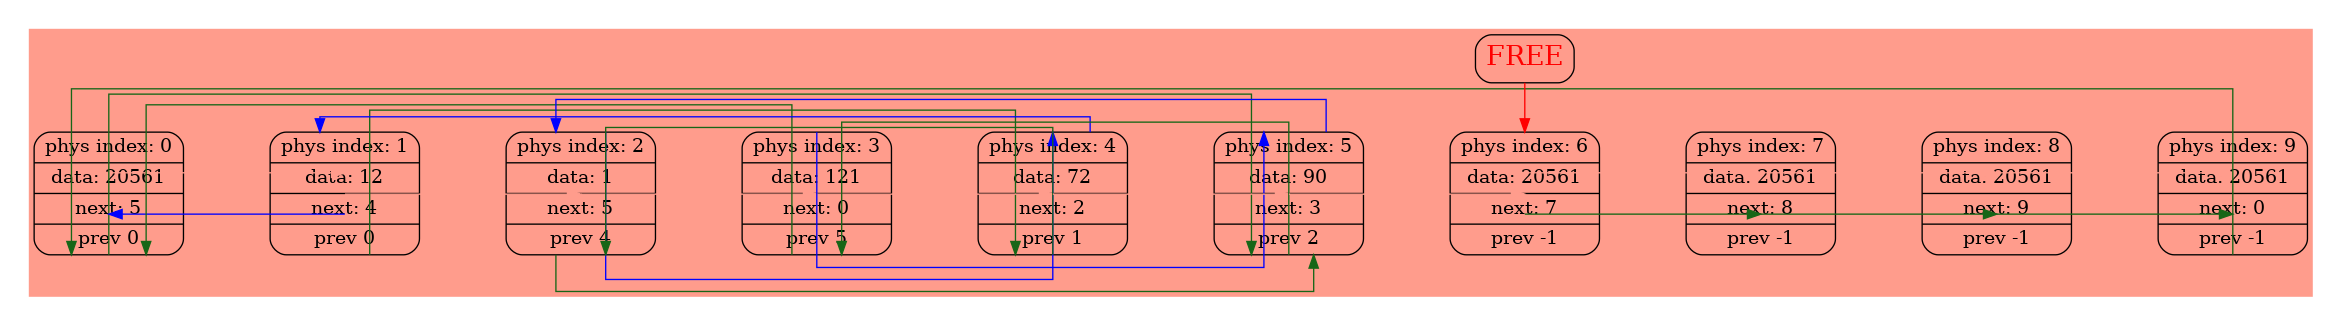 FREE
phys index: 0
data: 20561
next: 5
prev 0
phys index: 1
data: 12
next: 4
prev 0
phys index: 2
data: 1
next: 5
prev 4
phys index: 3
data: 121
next: 0
prev 5
phys index: 4
data: 72
next: 2
prev 1
phys index: 5
data: 90
next: 3
prev 2
phys index: 6
data: 20561
next: 7
prev -1
phys index: 7
data. 20561
next: 8
prev -1
phys index: 8
data. 20561
next: 9
prev -1
phys index: 9
data. 20561
next: 0
prev -1